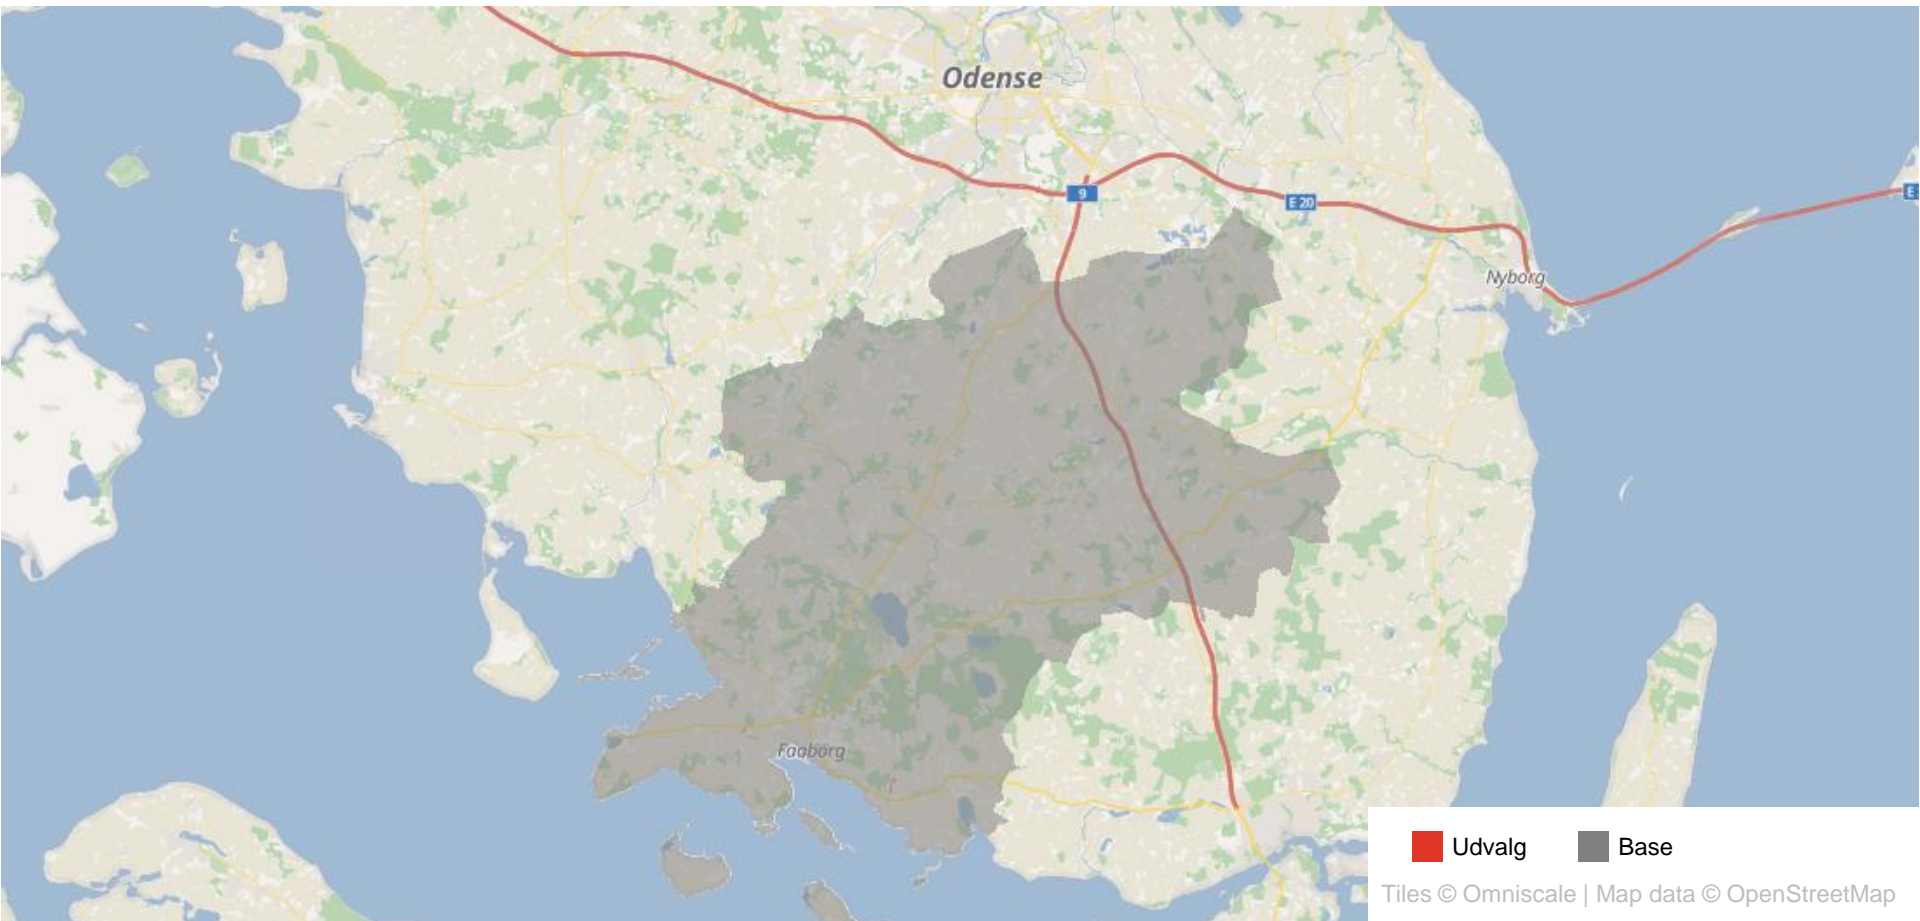 Odense
9
E 20
E
Nyborg
Faaborg
Udvalg
Base
Tiles © Omniscale | Map data © OpenStreetMap